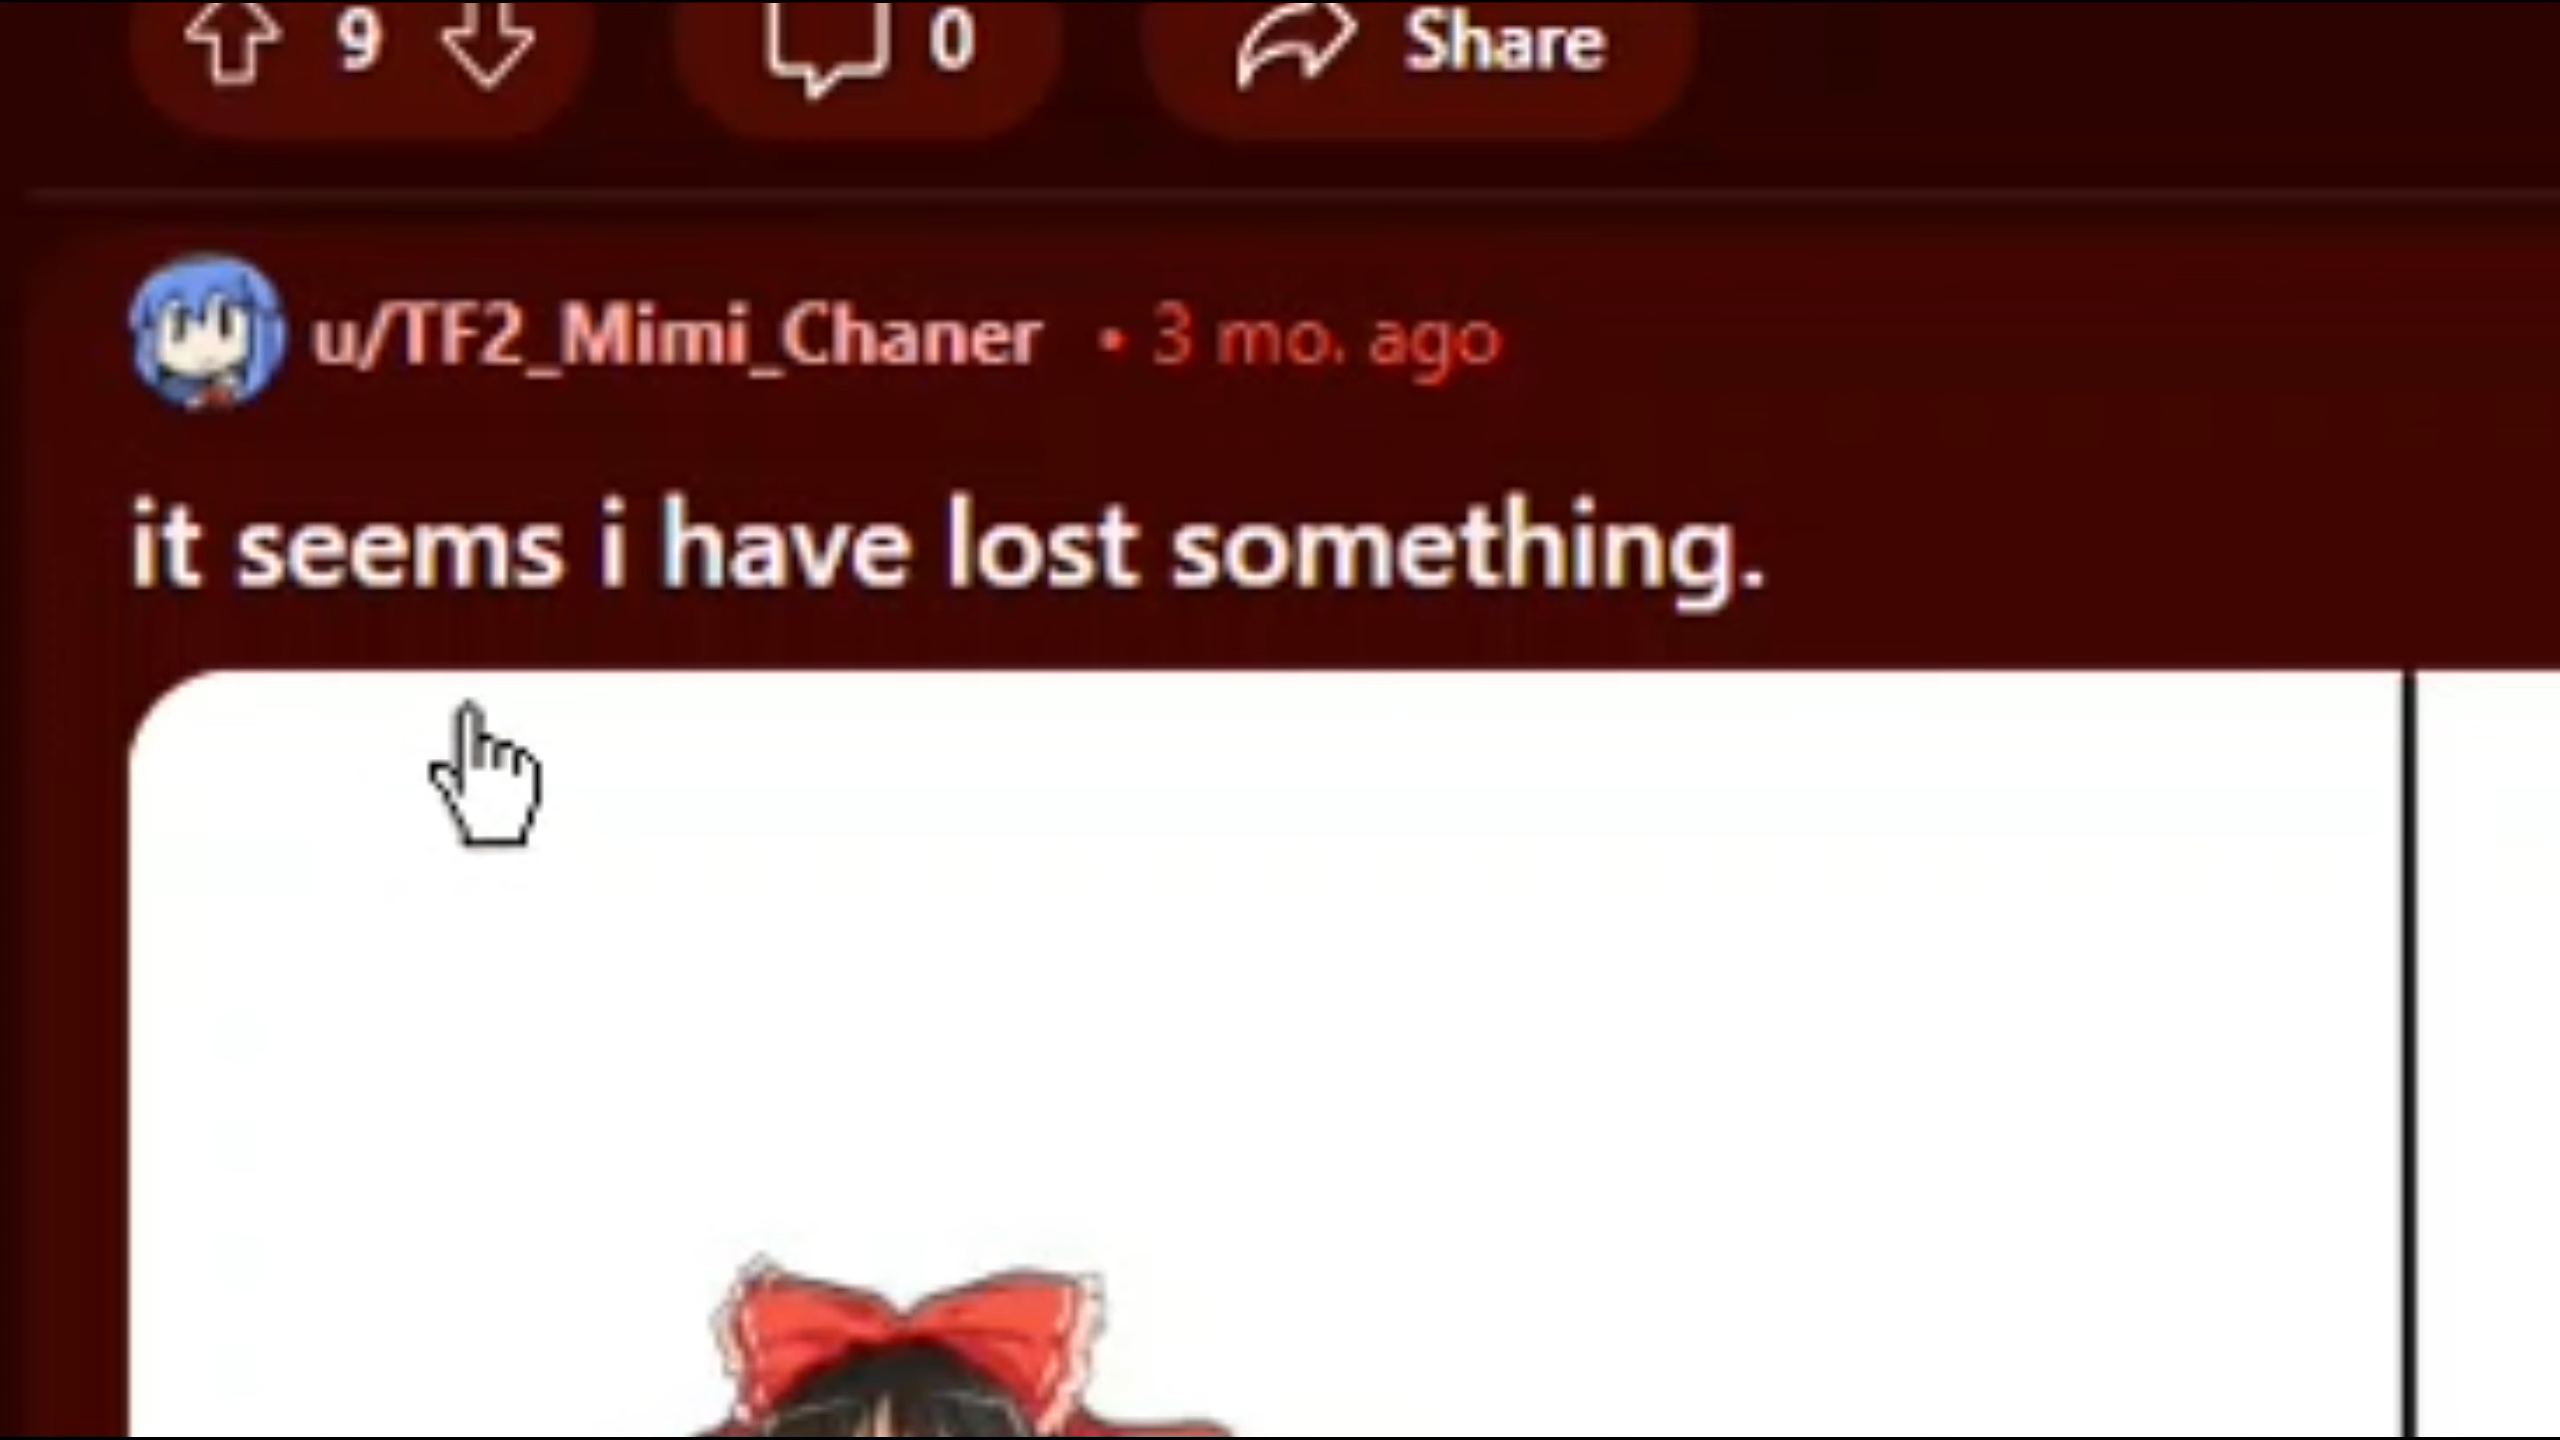 9 0 Share
u/TF2_Mimi_Chaner • 3 mo. ago
it seems i have lost something.